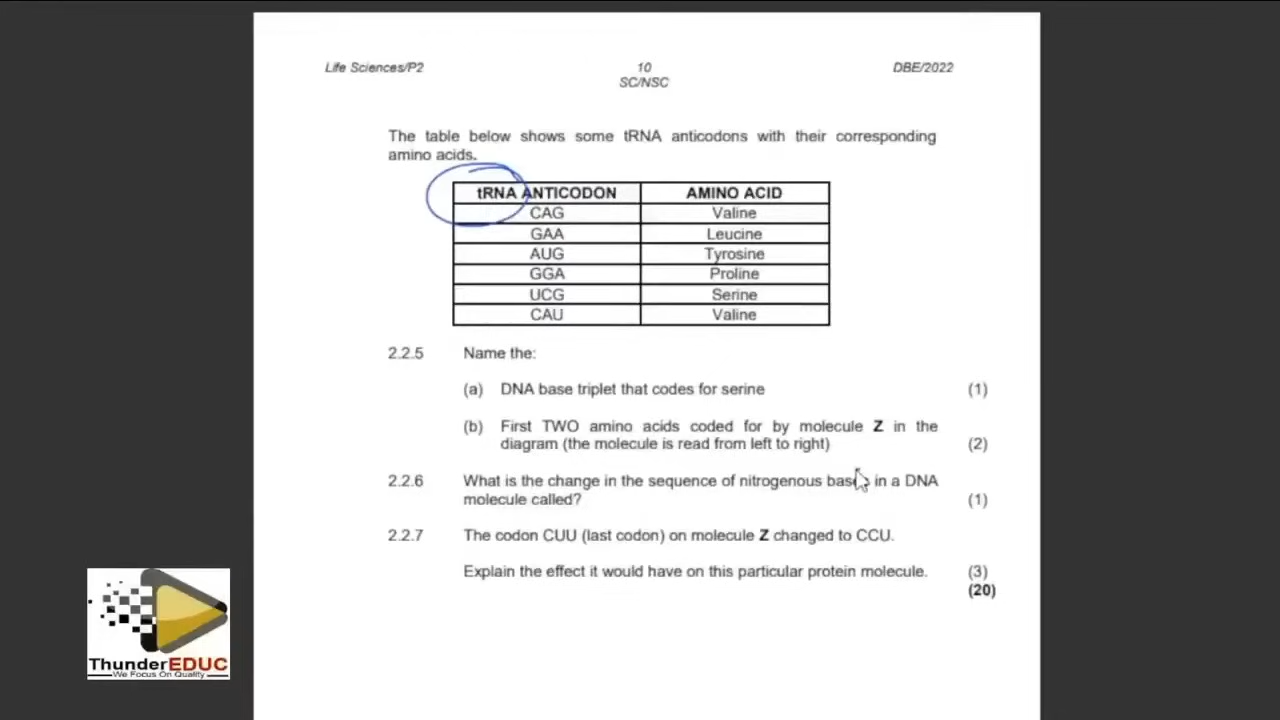 Life Sciences/P2 10 DBE/2022
SC/NSC
The table below shows some tRNA anticodons with their corresponding
amino acids.
tRNA ANTICODON AMINO ACID
CAG Valine
GAA Leucine
AUG Tyrosine
GGA Proline
UCG Serine
CAU Valine
2.2.5 Name the:
(a) DNA base triplet that codes for serine (1)
(b) First TWO amino acids coded for by molecule Z in the
diagram (the molecule is read from left to right) (2)
2.2.6 What is the change in the sequence of nitrogenous bases in a DNA
molecule called? (1)
2.2.7 The codon CUU (last codon) on molecule Z changed to CCU.
Explain the effect it would have on this particular protein molecule. (3)
(20)
ThunderEDUC
We Focus On Quality